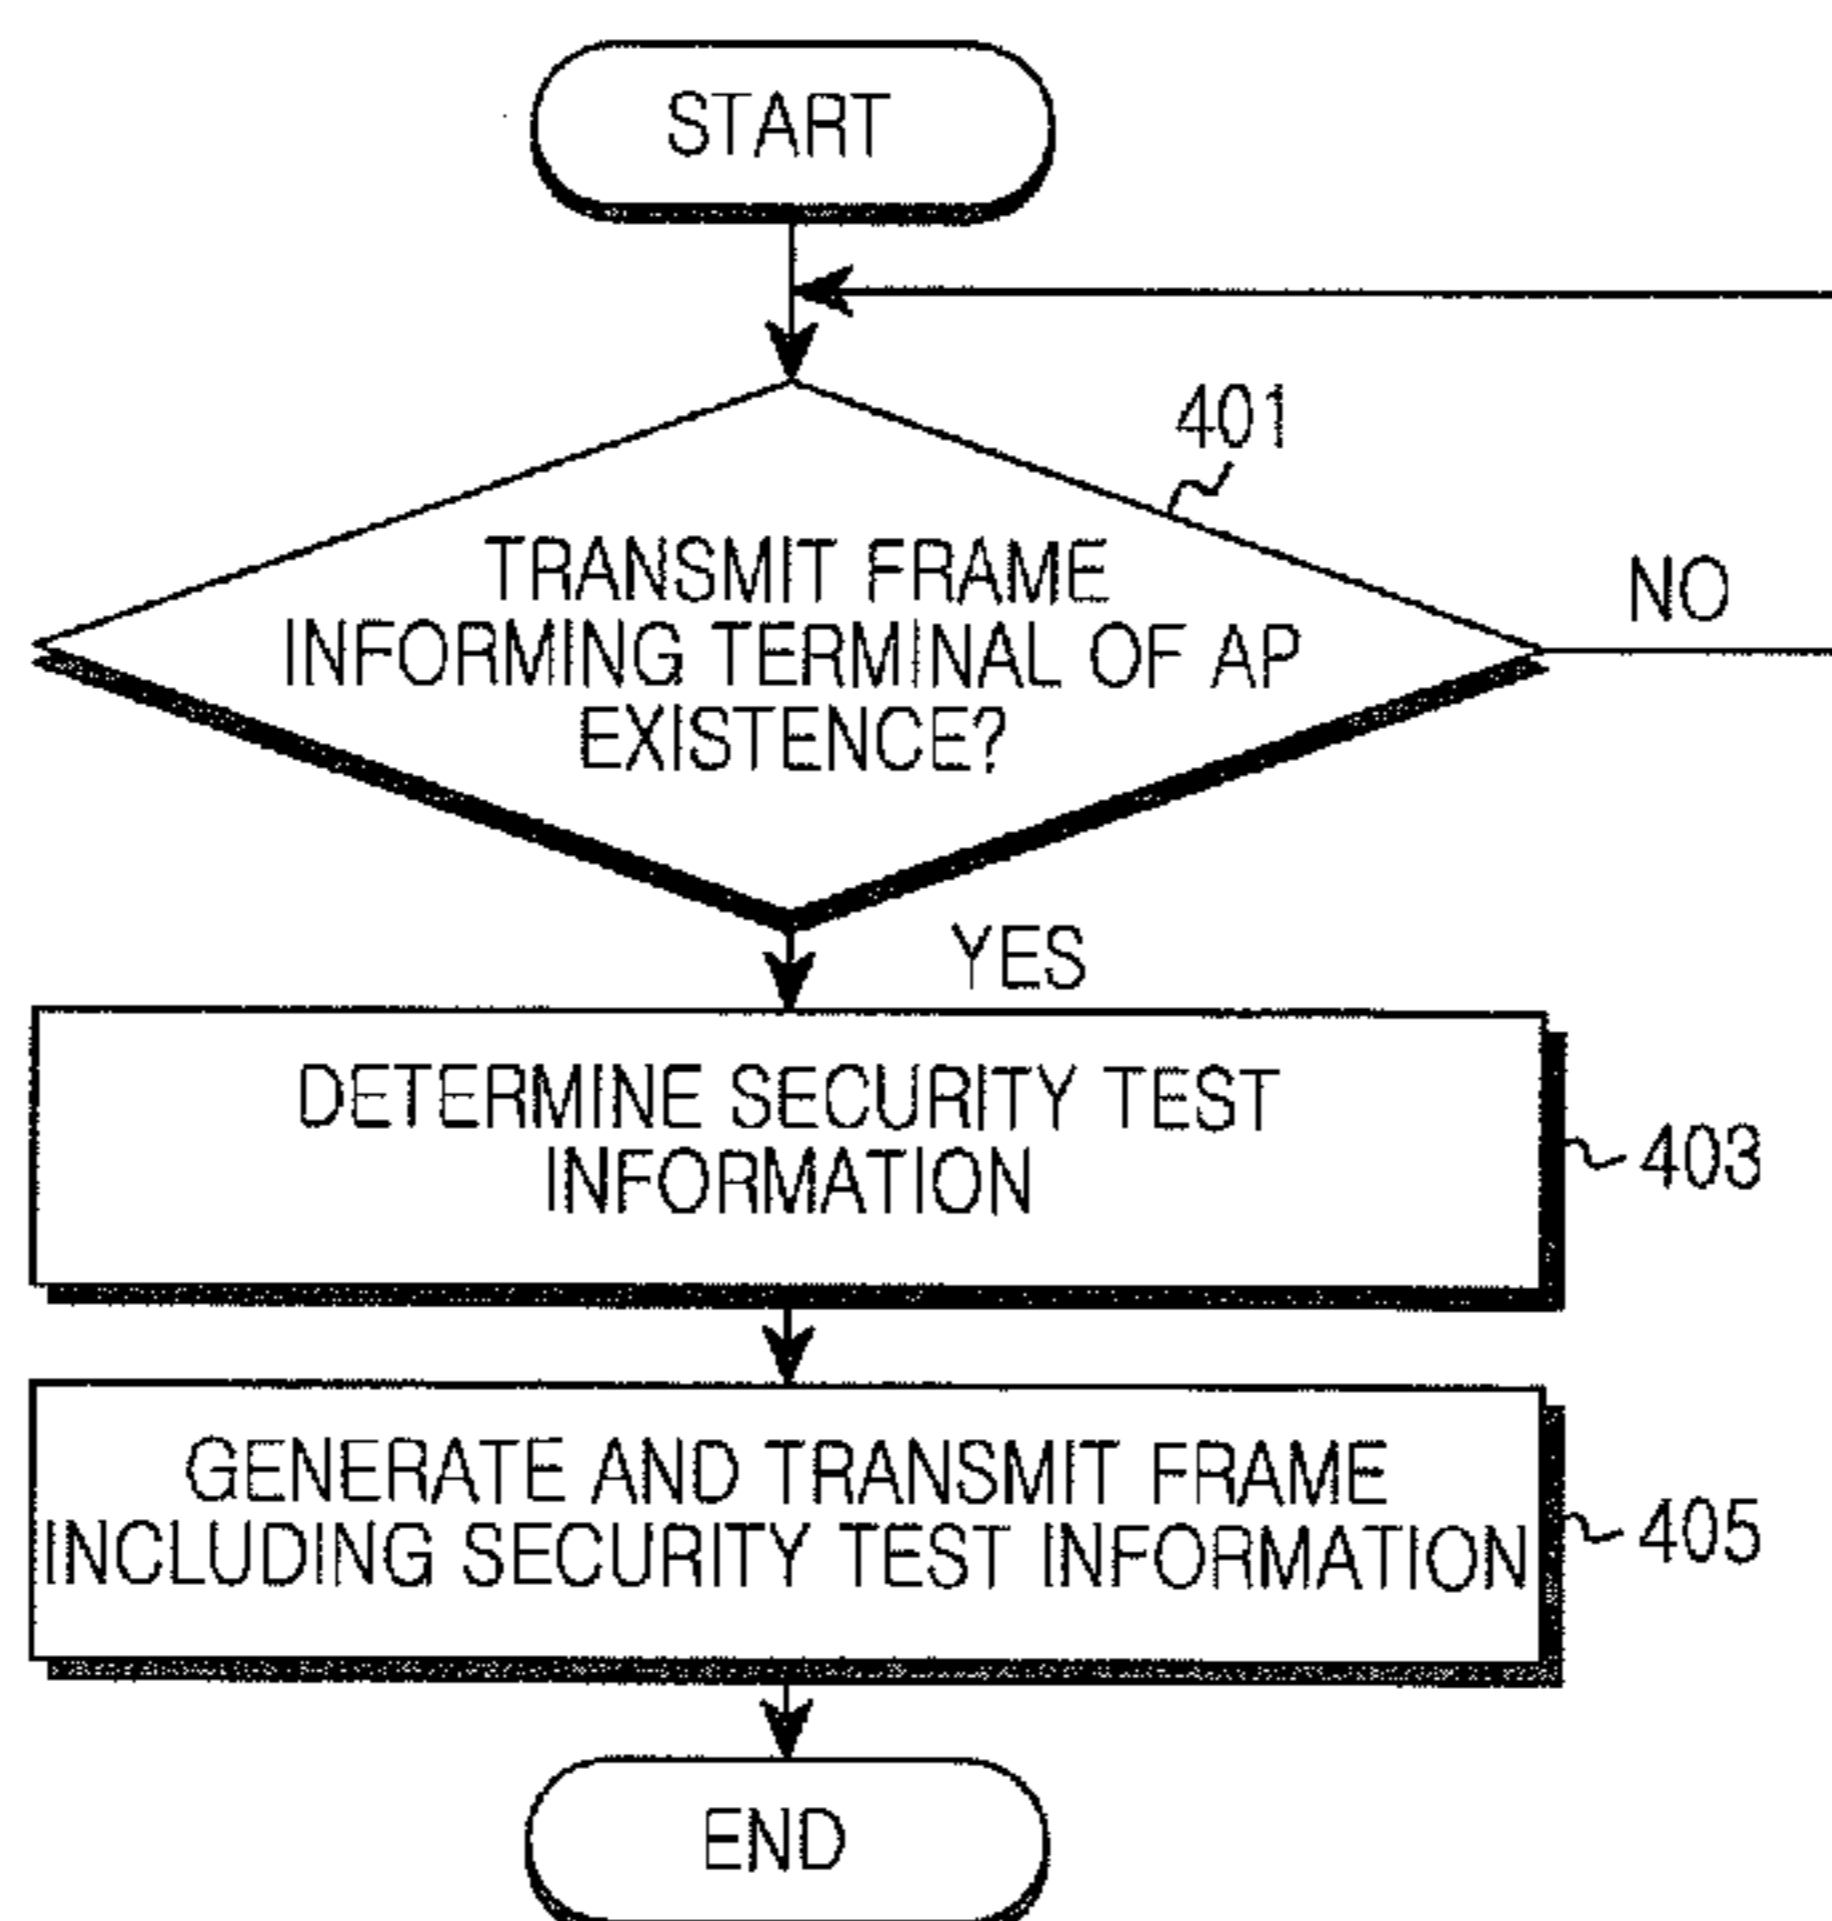 START
401
TRANSMIT FRAME
INFORMING TERMINAL OF AP
EXISTENCE?
NO
YES
DETERMINE SECURITY TEST
INFORMATION
403
GENERATE AND TRANSMIT FRAME
INCLUDING SECURITY TEST INFORMATION
405
END